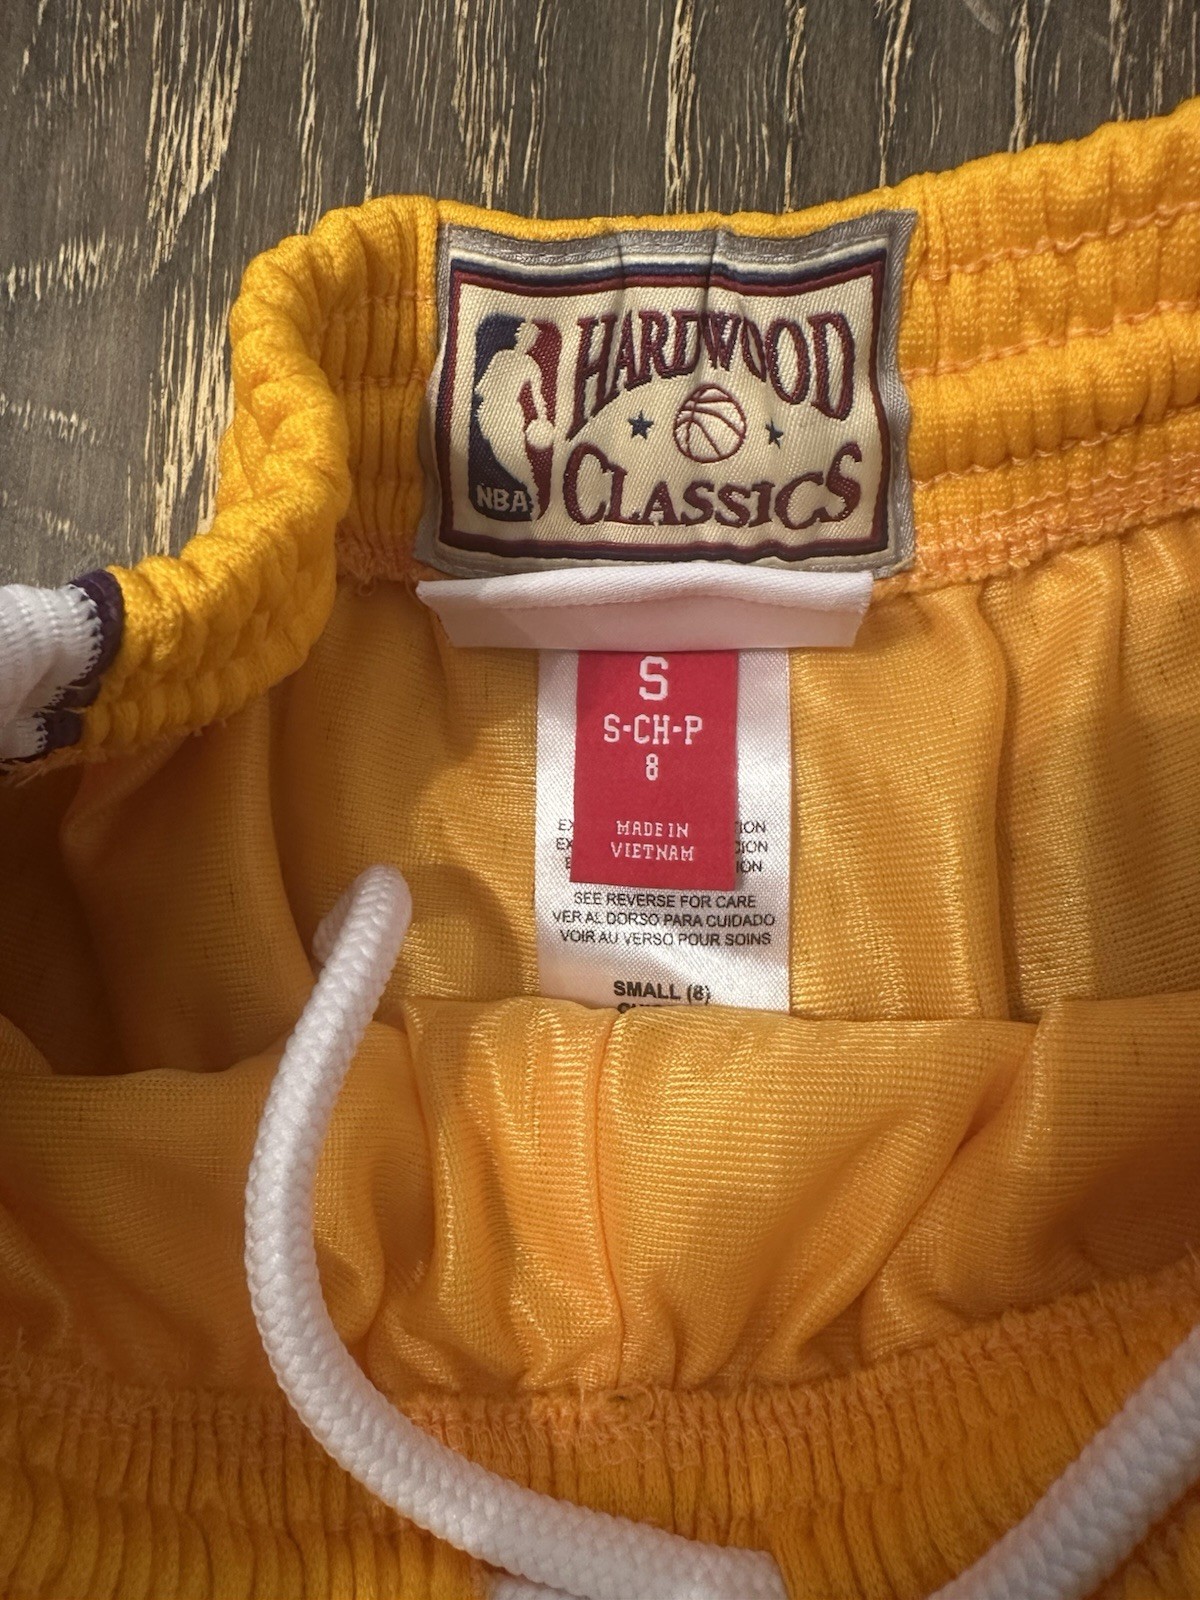 HARDWOOD
CLASSICS
NBA
S
S-CH-P
8
MADE IN
VIETNAM
SEE REVERSE FOR CARE
VER AL DORSO PARA CUIDADO
VOIR AU VERSO POUR SOINS
SMALL (8)